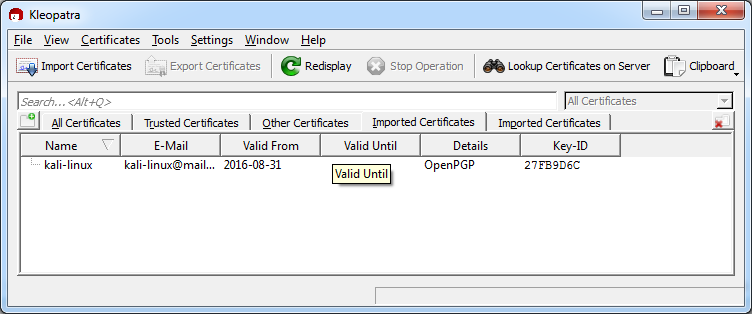 Kleopatra
File View Certificates Tools Settings Window Help
Import Certificates Export Certificates Redisplay Stop Operation Lookup Certificates on Server Clipboard
Search...<Alt+Q> All Certificates
All Certificates Trusted Certificates Other Certificates Imported Certificates Imported Certificates
Name E-Mail Valid From Valid Until Details Key-ID
kali-linux kali-linux@mail... 2016-08-31 OpenPGP 27FB9D6C
Valid Until